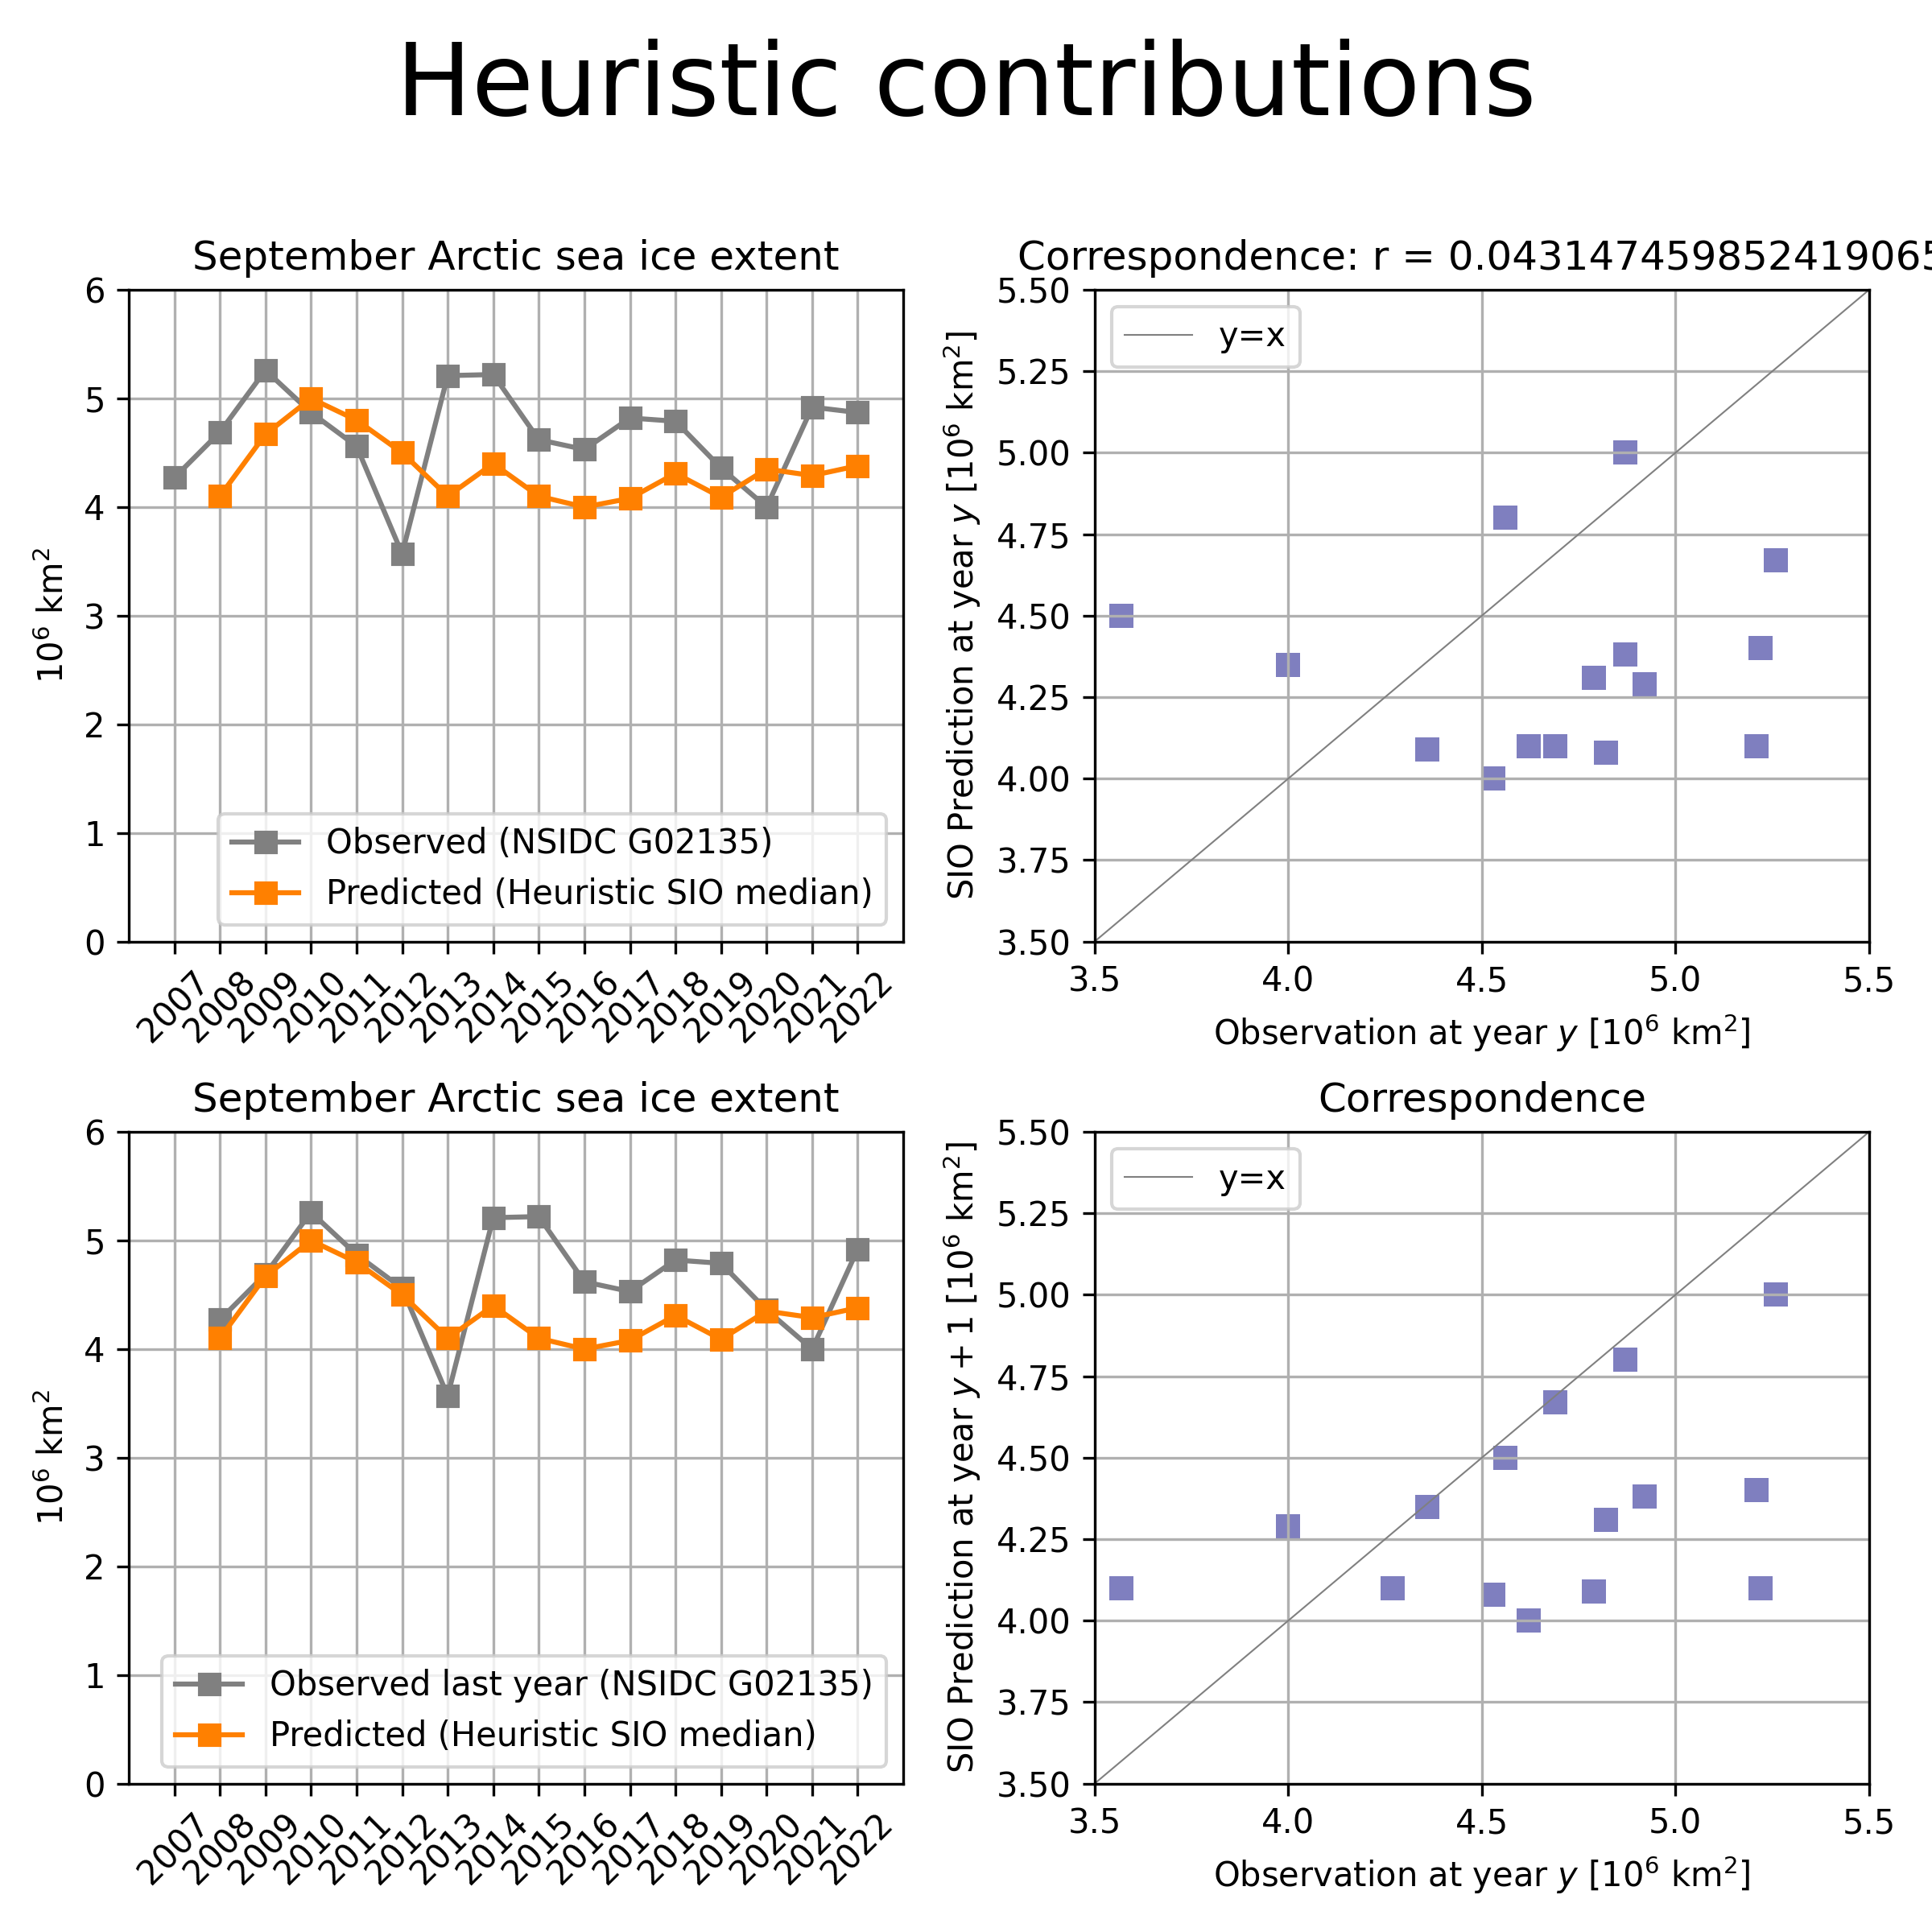 Heuristic contributions
September Arctic sea ice extent
6
5
4
3
2
1
0
10⁶ km²
Observed (NSIDC G02135)
Predicted (Heuristic SIO median)
2007 2008 2009 2010 2011 2012 2013 2014 2015 2016 2017 2018 2019 2020 2021 2022
Correspondence: r = 0.043147459852419065
5.50
5.25
5.00
4.75
4.50
4.25
4.00
3.75
3.50
SIO Prediction at year y [10⁶ km²]
y=x
3.5 4.0 4.5 5.0 5.5
Observation at year y [10⁶ km²]
September Arctic sea ice extent
6
5
4
3
2
1
0
10⁶ km²
Observed last year (NSIDC G02135)
Predicted (Heuristic SIO median)
2007 2008 2009 2010 2011 2012 2013 2014 2015 2016 2017 2018 2019 2020 2021 2022
Correspondence
5.50
5.25
5.00
4.75
4.50
4.25
4.00
3.75
3.50
SIO Prediction at year y + 1 [10⁶ km²]
y=x
3.5 4.0 4.5 5.0 5.5
Observation at year y [10⁶ km²]